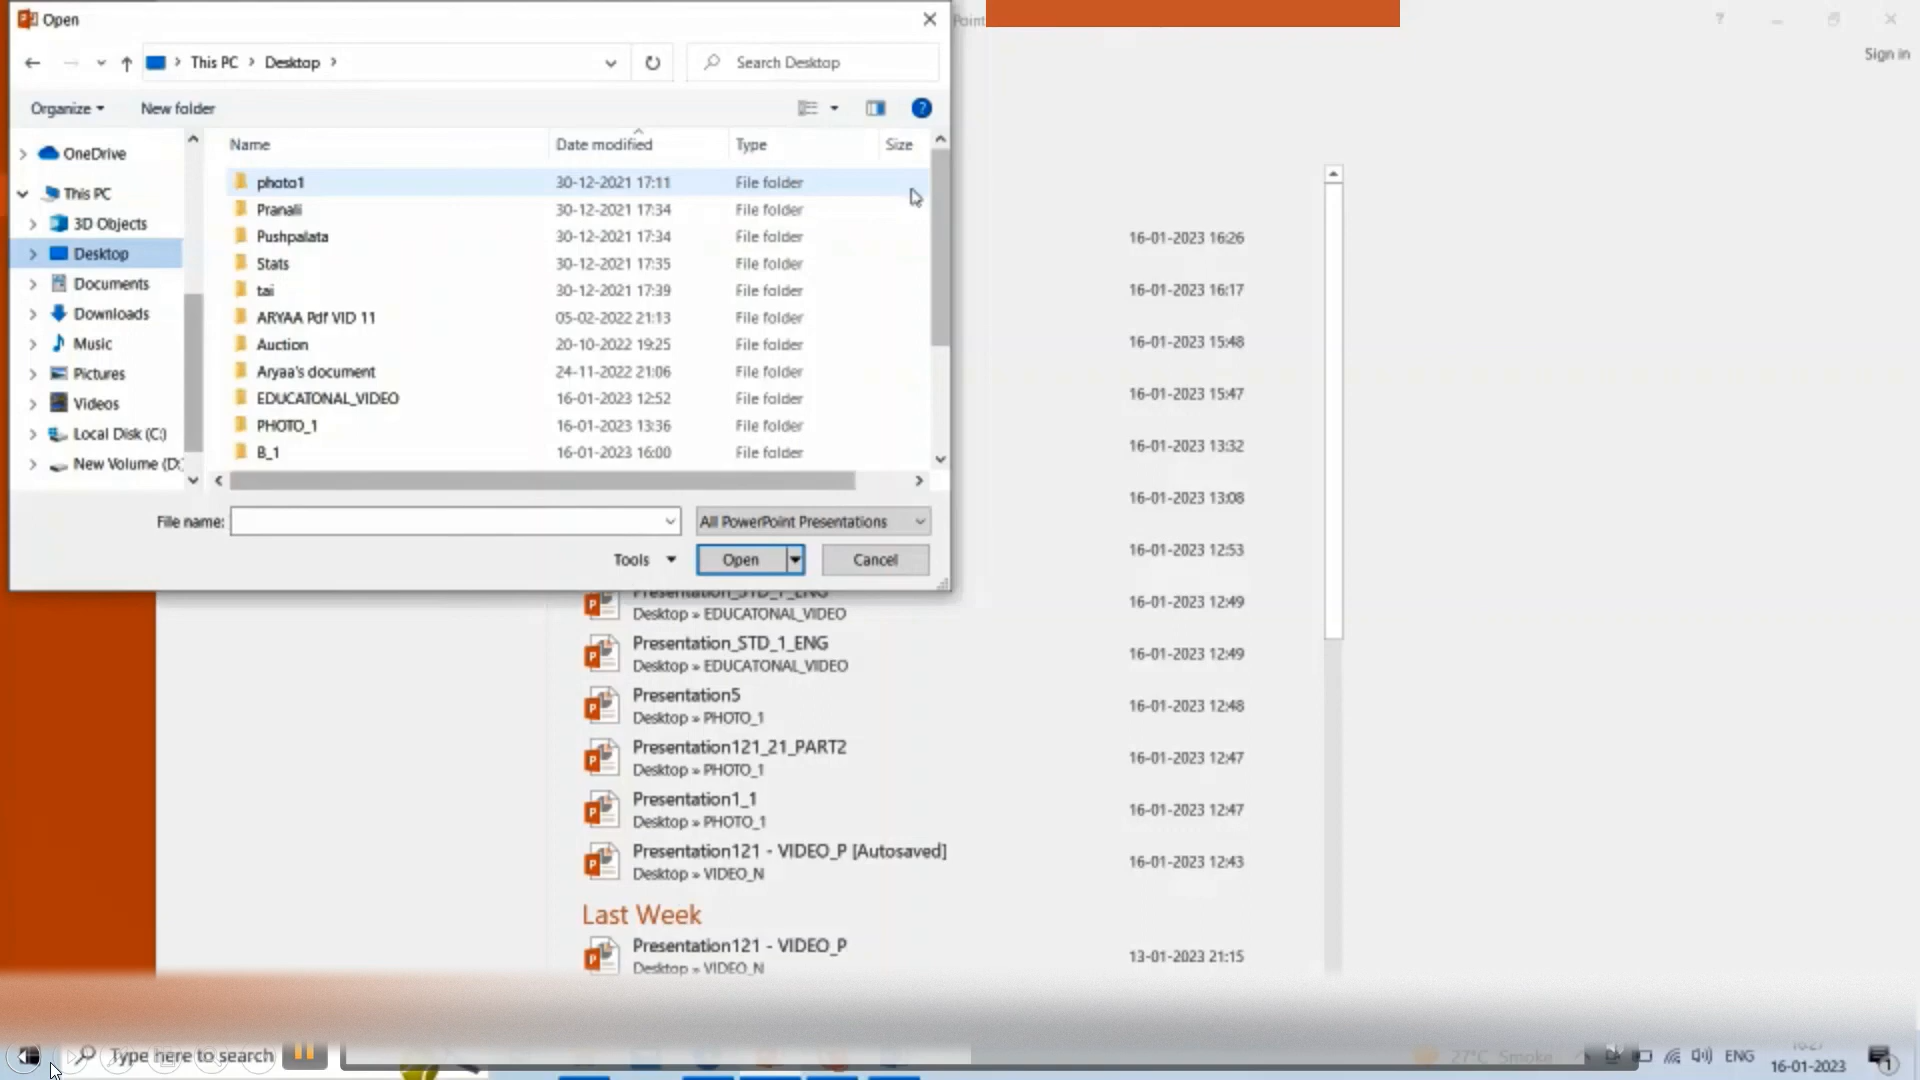 Open
Point
?
Sign in
This PC > Desktop >
Search Desktop
Organize
New folder
?
OneDrive
This PC
3D Objects
Desktop
Documents
Downloads
Music
Pictures
Videos
Local Disk (C:)
New Volume (D:
Name Date modified Type Size
photo1 30-12-2021 17:11 File folder
Pranali 30-12-2021 17:34 File folder
Pushpalata 30-12-2021 17:34 File folder
Stats 30-12-2021 17:35 File folder
tai 30-12-2021 17:39 File folder
ARYAA Pdf VID 11 05-02-2022 21:13 File folder
Auction 20-10-2022 19:25 File folder
Aryaa's document 24-11-2022 21:06 File folder
EDUCATONAL_VIDEO 16-01-2023 12:52 File folder
PHOTO_1 16-01-2023 13:36 File folder
B_1 16-01-2023 16:00 File folder
File name:
All PowerPoint Presentations
Tools
Open
Cancel
16-01-2023 16:26
16-01-2023 16:17
16-01-2023 15:48
16-01-2023 15:47
16-01-2023 13:32
16-01-2023 13:08
16-01-2023 12:53
Presentation_STD_1_ENG 16-01-2023 12:49
Desktop » EDUCATONAL_VIDEO
Presentation_STD_1_ENG 16-01-2023 12:49
Desktop » EDUCATONAL_VIDEO
Presentation5 16-01-2023 12:48
Desktop » PHOTO_1
Presentation121_21_PART2 16-01-2023 12:47
Desktop » PHOTO_1
Presentation1_1 16-01-2023 12:47
Desktop » PHOTO_1
Presentation121 - VIDEO_P [Autosaved] 16-01-2023 12:43
Desktop » VIDEO_N
Last Week
Presentation121 - VIDEO_P 13-01-2023 21:15
Desktop » VIDEO_N
Type here to search
27°C Smoke
ENG
16-01-2023
1